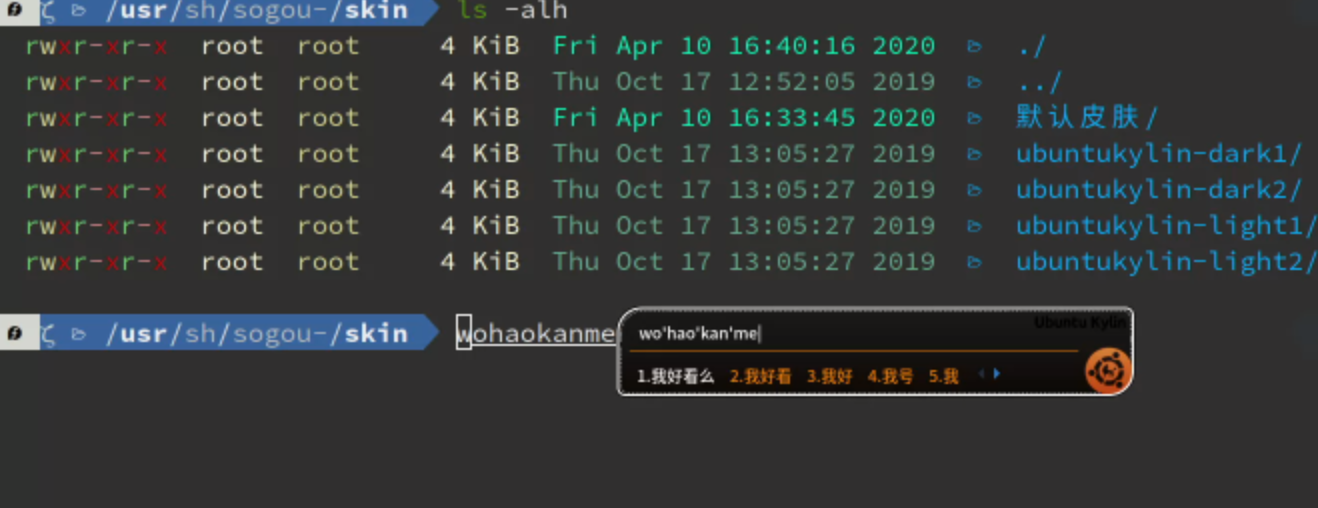 /usr/sh/sogou-/skin ls -alh
rwxr-xr-x root root 4 KiB Fri Apr 10 16:40:16 2020 ./
rwxr-xr-x root root 4 KiB Thu Oct 17 12:52:05 2019 ../
rwxr-xr-x root root 4 KiB Fri Apr 10 16:33:45 2020 默认皮肤/
rwxr-xr-x root root 4 KiB Thu Oct 17 13:05:27 2019 ubuntukylin-dark1/
rwxr-xr-x root root 4 KiB Thu Oct 17 13:05:27 2019 ubuntukylin-dark2/
rwxr-xr-x root root 4 KiB Thu Oct 17 13:05:27 2019 ubuntukylin-light1/
rwxr-xr-x root root 4 KiB Thu Oct 17 13:05:27 2019 ubuntukylin-light2/
/usr/sh/sogou-/skin wohaokanme
Ubuntu Kylin
wo'hao'kan'me
1.我好看么 2.我好看 3.我好 4.我号 5.我